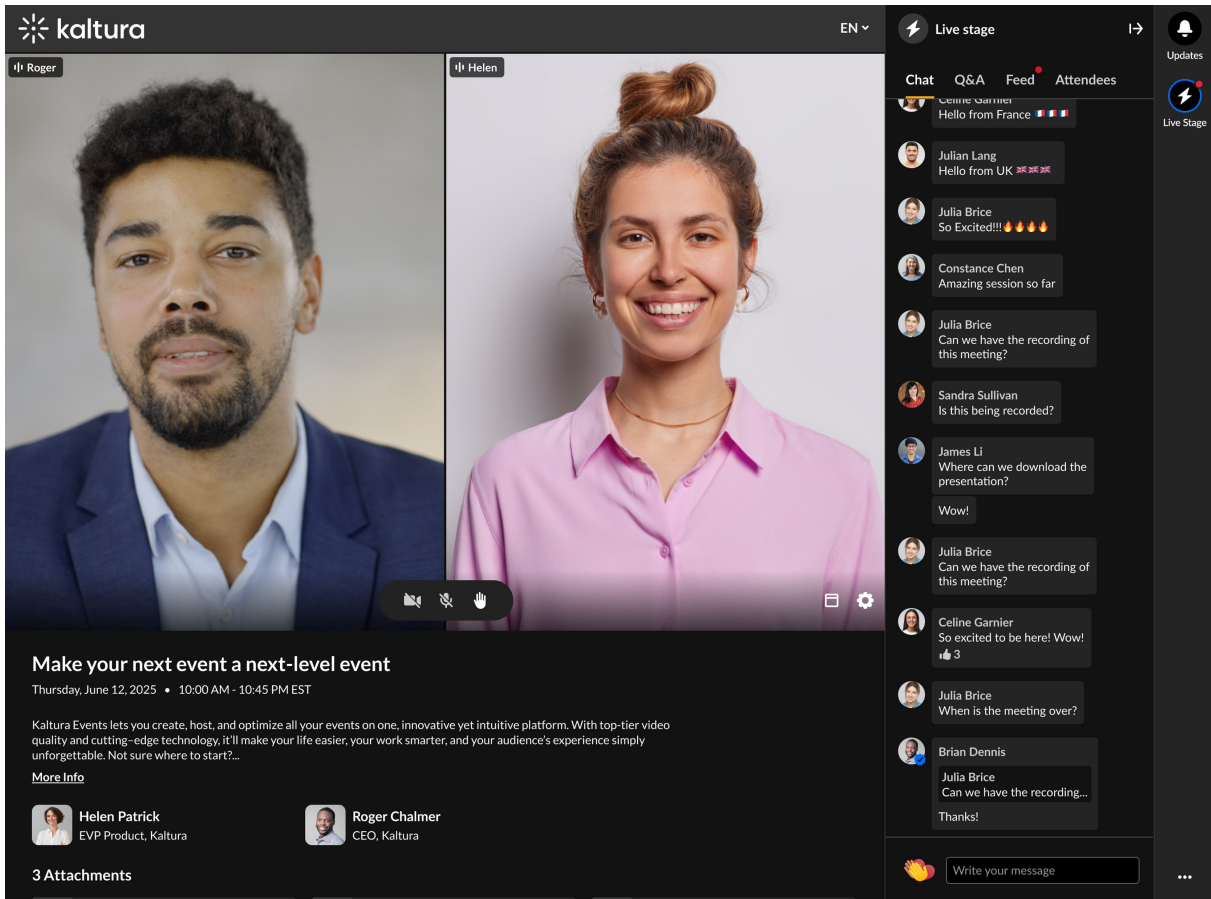 kaltura
EN
Roger
Helen
Make your next event a next-level event
Thursday, June 12, 2025 • 10:00 AM - 10:45 PM EST
Kaltura Events lets you create, host, and optimize all your events on one, innovative yet intuitive platform. With top-tier video
quality and cutting–edge technology, it’ll make your life easier, your work smarter, and your audience’s experience simply
unforgettable. Not sure where to start?...
More Info
Helen Patrick
EVP Product, Kaltura
Roger Chalmer
CEO, Kaltura
3 Attachments
Live stage
Chat
Q&A
Feed
Attendees
Celine Garnier
Hello from France 🇫🇷🇫🇷🇫🇷
Julian Lang
Hello from UK 🇬🇧🇬🇧🇬🇧
Julia Brice
So Excited!!!🔥🔥🔥🔥
Constance Chen
Amazing session so far
Julia Brice
Can we have the recording of
this meeting?
Sandra Sullivan
Is this being recorded?
James Li
Where can we download the
presentation?
Wow!
Julia Brice
Can we have the recording of
this meeting?
Celine Garnier
So excited to be here! Wow!
3
Julia Brice
When is the meeting over?
Brian Dennis
Julia Brice
Can we have the recording...
Thanks!
Write your message
Updates
Live Stage